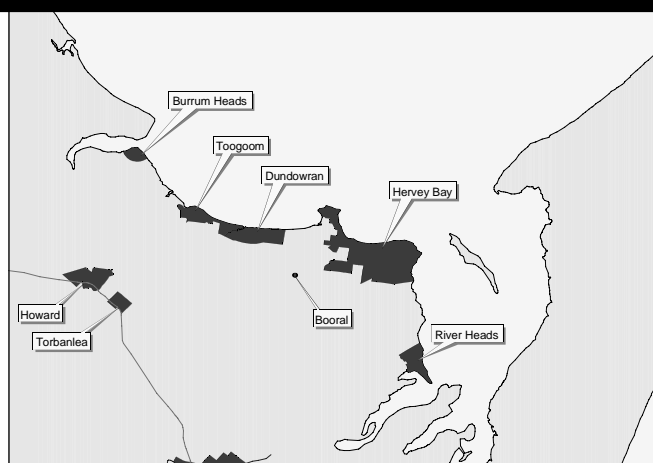 Burrum Heads
Toogoom
Dundowran
Hervey Bay
Howard
Torbanlea
Booral
River Heads